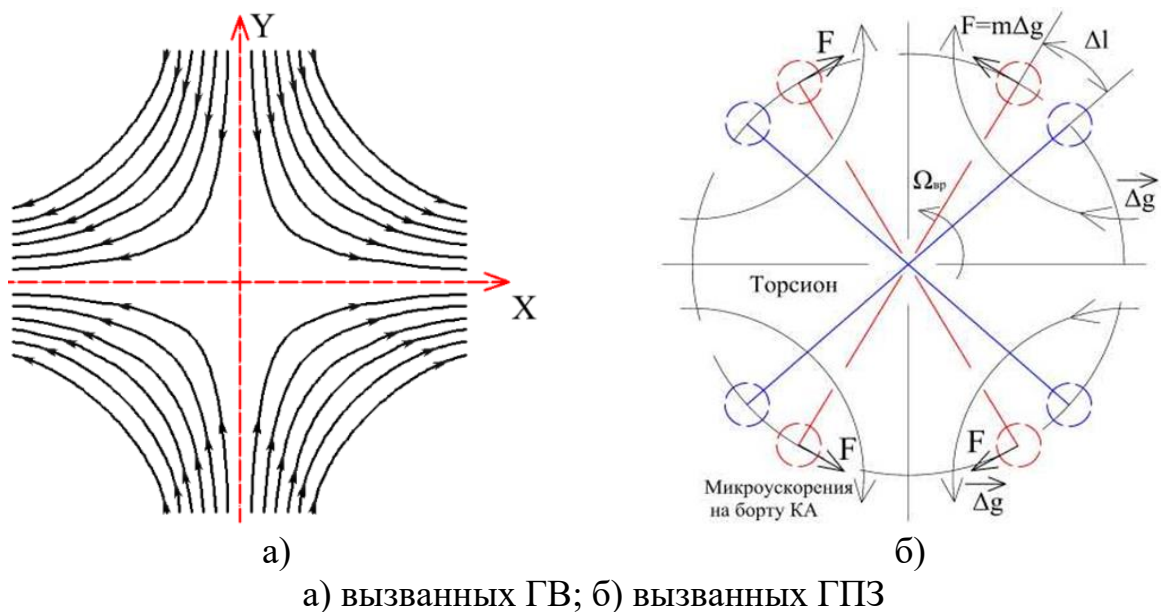 Y
X
F
F=mΔg
Δl
Ωвр
Δg
Торсион
F
F
Δg
Микроускорения
на борту КА
а)
б)
а) вызванных ГВ; б) вызванных ГПЗ